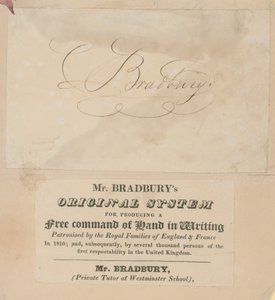 S Bradbury.
Mr. BRADBURY's
ORIGINAL SYSTEM
FOR PRODUCING A
Free command of Hand in Writing
Patronised by the Royal Families of England & France
In 1820; and, subsequently, by several thousand persons of the
first respectability in the United Kingdom.
Mr. BRADBURY,
(Private Tutor at Westminster School),